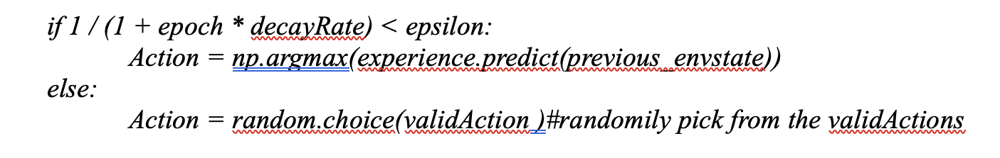 if 1 / (1 + epoch * decayRate) < epsilon:
Action = np.argmax(experience.predict(previous_envstate))
else:
Action = random.choice(validAction )#randomily pick from the validActions